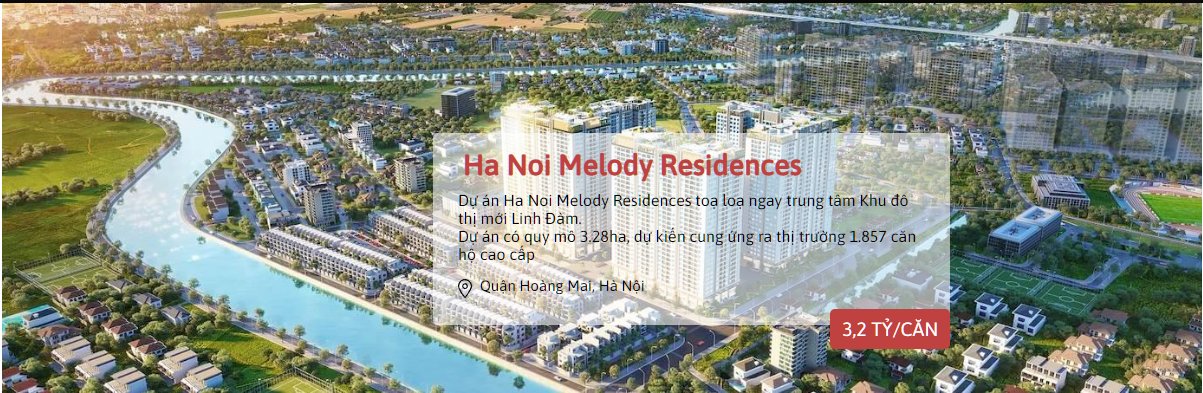 Ha Noi Melody Residences
Dự án Ha Noi Melody Residences toạ loạ ngay trung tâm Khu đô
thị mới Linh Đàm.
Dự án có quy mô 3.28ha, dự kiến cung ứng ra thị trường 1.857 căn
hộ cao cấp
Quận Hoàng Mai, Hà Nội
3,2 TỶ/CĂN